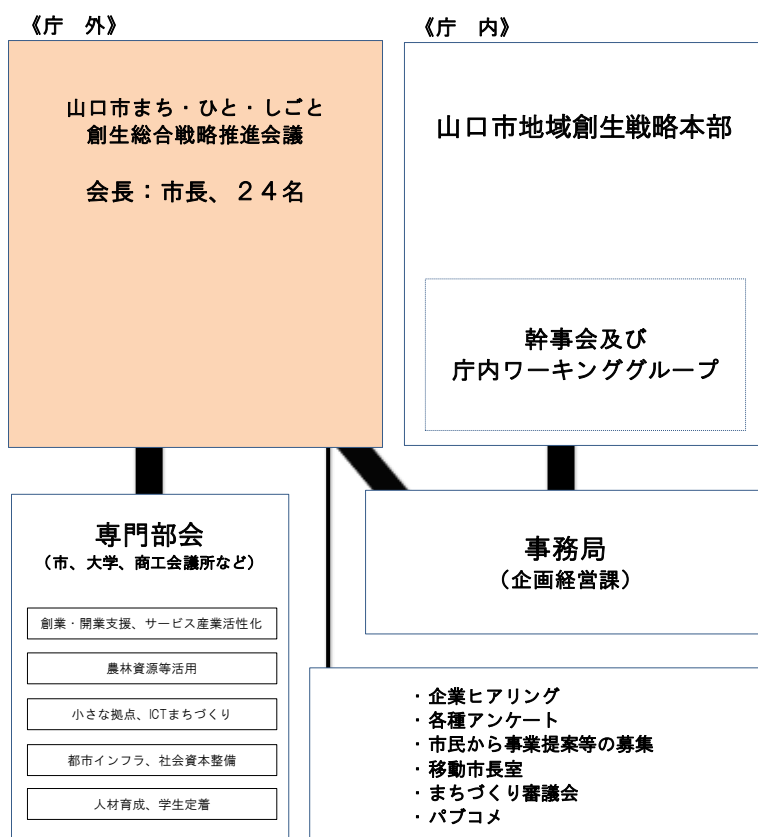 《庁　外》
山口市まち・ひと・しごと
創生総合戦略推進会議
会長：市長、２４名
《庁　内》
山口市地域創生戦略本部
幹事会及び
庁内ワーキンググループ
専門部会
（市、大学、商工会議所など）
創業・開業支援、サービス産業活性化
農林資源等活用
小さな拠点、ICTまちづくり
都市インフラ、社会資本整備
人材育成、学生定着
事務局
（企画経営課）
・企業ヒアリング
・各種アンケート
・市民から事業提案等の募集
・移動市長室
・まちづくり審議会
・パブコメ